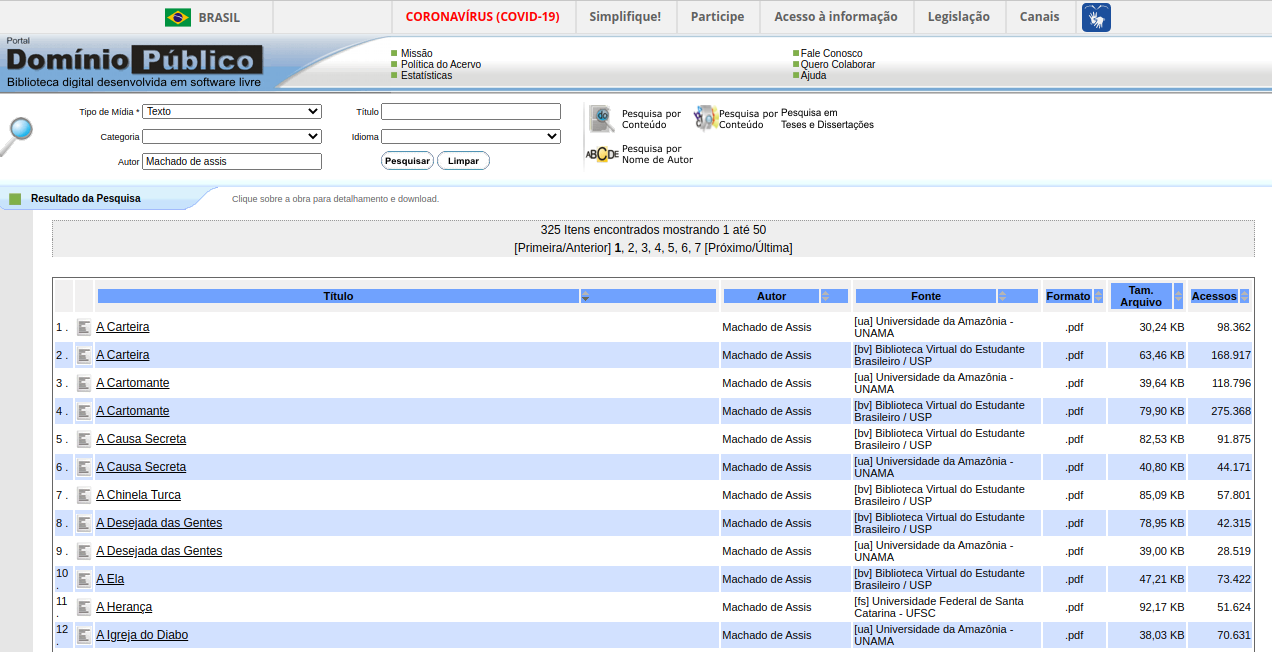 BRASIL
CORONAVÍRUS (COVID-19)
Simplifique!
Participe
Acesso à informação
Legislação
Canais
Portal
Domínio Público
Biblioteca digital desenvolvida em software livre
Missão
Política do Acervo
Estatísticas
Fale Conosco
Quero Colaborar
Ajuda
Tipo de Mídia * Texto
Título
Categoria
Idioma
Autor Machado de assis
Pesquisar Limpar
Pesquisa por
Conteúdo
Pesquisa por
Conteúdo
Pesquisa em
Teses e Dissertações
ABCDE
Pesquisa por
Nome de Autor
Resultado da Pesquisa
Clique sobre a obra para detalhamento e download.
325 Itens encontrados mostrando 1 até 50
[Primeira/Anterior] 1, 2, 3, 4, 5, 6, 7 [Próximo/Última]
Título Autor Fonte Formato Tam. Arquivo Acessos
1 . A Carteira Machado de Assis [ua] Universidade da Amazônia - UNAMA .pdf 30,24 KB 98.362
2 . A Carteira Machado de Assis [bv] Biblioteca Virtual do Estudante Brasileiro / USP .pdf 63,46 KB 168.917
3 . A Cartomante Machado de Assis [ua] Universidade da Amazônia - UNAMA .pdf 39,64 KB 118.796
4 . A Cartomante Machado de Assis [bv] Biblioteca Virtual do Estudante Brasileiro / USP .pdf 79,90 KB 275.368
5 . A Causa Secreta Machado de Assis [bv] Biblioteca Virtual do Estudante Brasileiro / USP .pdf 82,53 KB 91.875
6 . A Causa Secreta Machado de Assis [ua] Universidade da Amazônia - UNAMA .pdf 40,80 KB 44.171
7 . A Chinela Turca Machado de Assis [bv] Biblioteca Virtual do Estudante Brasileiro / USP .pdf 85,09 KB 57.801
8 . A Desejada das Gentes Machado de Assis [bv] Biblioteca Virtual do Estudante Brasileiro / USP .pdf 78,95 KB 42.315
9 . A Desejada das Gentes Machado de Assis [ua] Universidade da Amazônia - UNAMA .pdf 39,00 KB 28.519
10 . A Ela Machado de Assis [bv] Biblioteca Virtual do Estudante Brasileiro / USP .pdf 47,21 KB 73.422
11 . A Herança Machado de Assis [fs] Universidade Federal de Santa Catarina - UFSC .pdf 92,17 KB 51.624
12 . A Igreja do Diabo Machado de Assis [ua] Universidade da Amazônia - UNAMA .pdf 38,03 KB 70.631